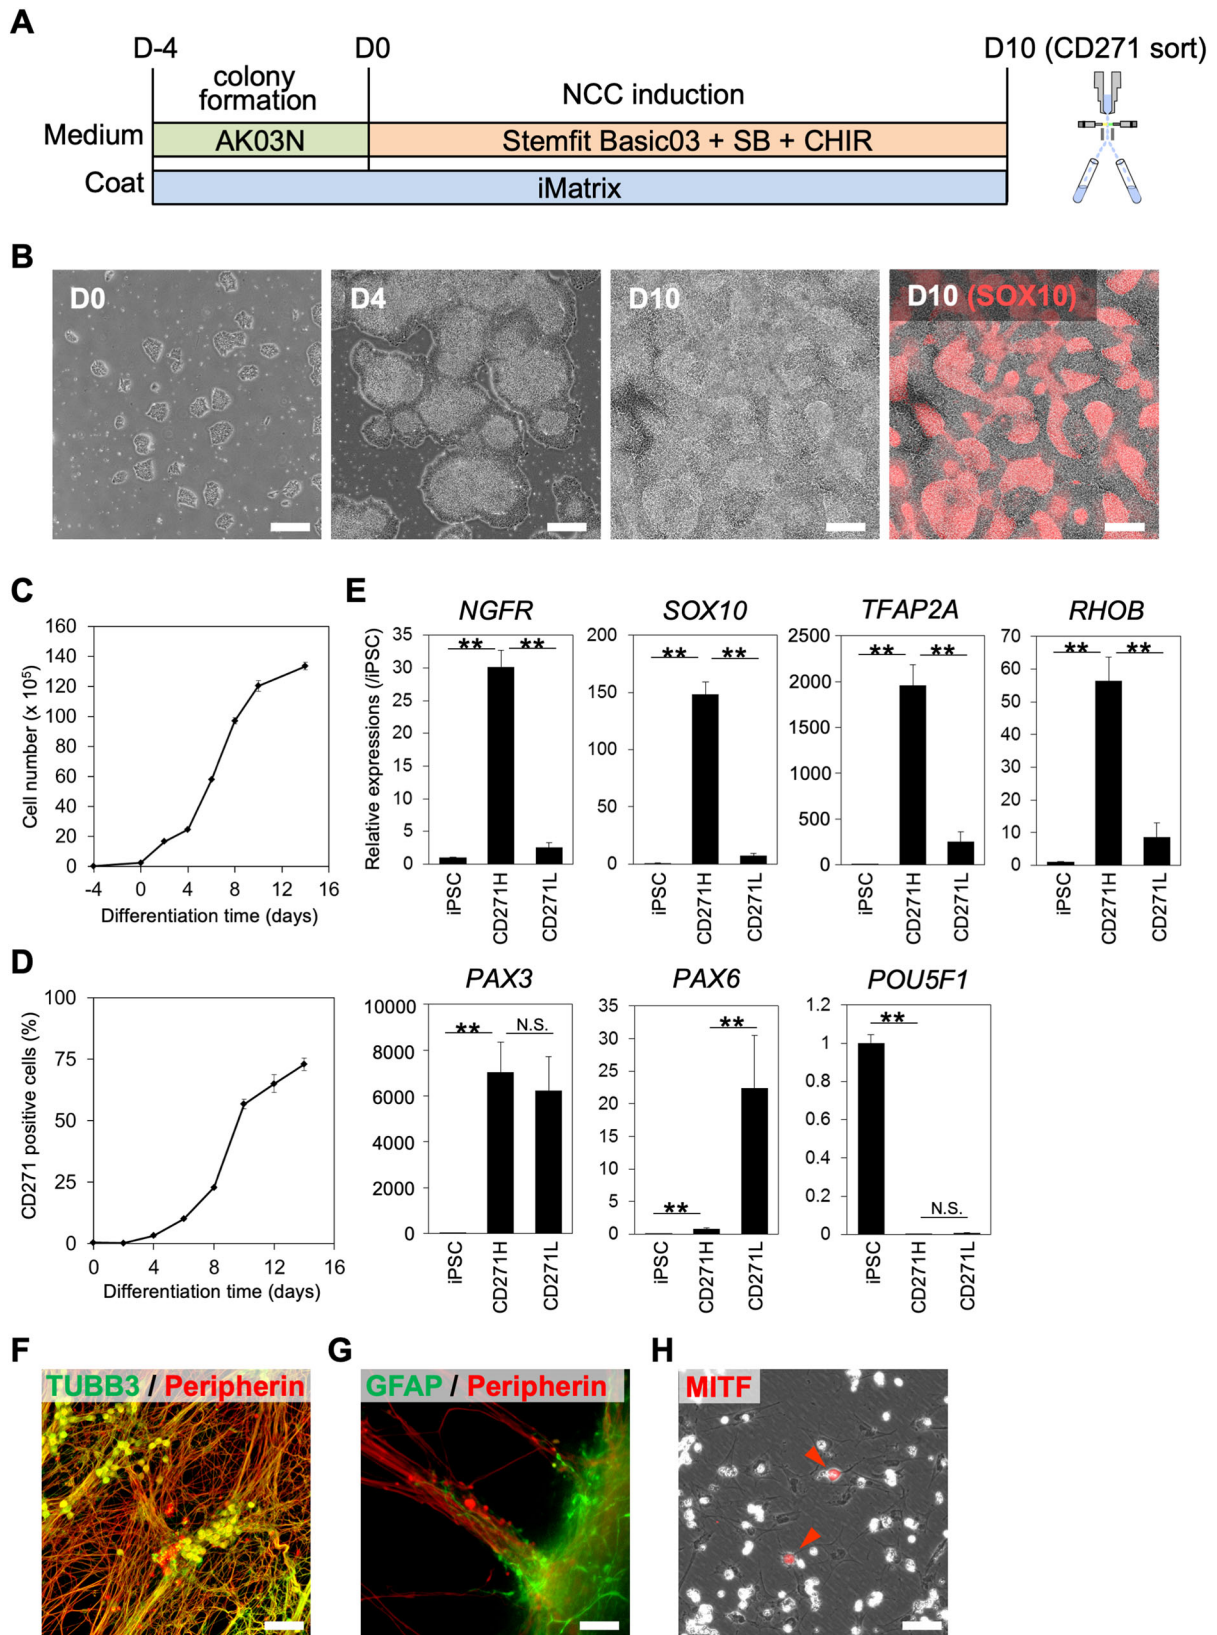 A
D-4
D0
D10 (CD271 sort)
colony
formation
NCC induction
Medium
AK03N
Stemfit Basic03 + SB + CHIR
Coat
iMatrix
B
D0
D4
D10
D10 (SOX10)
C
160
140
120
100
80
60
40
20
0
-4
0
4
8
12
16
Cell number (x 10⁵)
Differentiation time (days)
D
100
75
50
25
0
0
4
8
12
16
CD271 positive cells (%)
Differentiation time (days)
E
Relative expressions (/iPSC)
NGFR
35
30
25
20
15
10
5
0
** **
iPSC
CD271H
CD271L
SOX10
200
150
100
50
0
** **
iPSC
CD271H
CD271L
TFAP2A
2500
2000
1500
1000
500
0
** **
iPSC
CD271H
CD271L
RHOB
70
60
50
40
30
20
10
0
** **
iPSC
CD271H
CD271L
PAX3
10000
8000
6000
4000
2000
0
** N.S.
iPSC
CD271H
CD271L
PAX6
35
30
25
20
15
10
5
0
**
**
iPSC
CD271H
CD271L
POU5F1
1.2
1
0.8
0.6
0.4
0.2
0
**
N.S.
iPSC
CD271H
CD271L
F
TUBB3 / Peripherin
G
GFAP / Peripherin
H
MITF